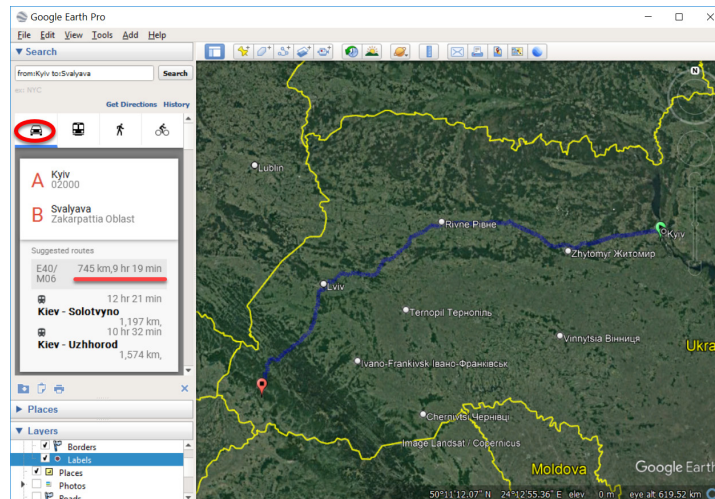 Google Earth Pro
File Edit View Tools Add Help
Search
from:Kyiv to:Svalyava
Search
ex: NYC
Get Directions History
A Kyiv
02000
B Svalyava
Zakarpattia Oblast
Suggested routes
E40/
M06
745 km,9 hr 19 min
12 hr 21 min
Kiev - Solotvyno
1,197 km,
10 hr 32 min
Kiev - Uzhhorod
1,574 km,
Places
Layers
Borders
Labels
Places
Photos
Roads
N
Lublin
Rivne Рівне
Kyiv
Zhytomyr Житомир
Lviv
Ternopil Тернопіль
Vinnytsia Вінниця
Ukra
Ivano-Frankivsk Івано-Франківськ
Chernivtsi Чернівці
Image Landsat / Copernicus
Moldova
Google Earth
50°11'12.07" N 24°12'55.36" E elev 0 m eye alt 619.52 km